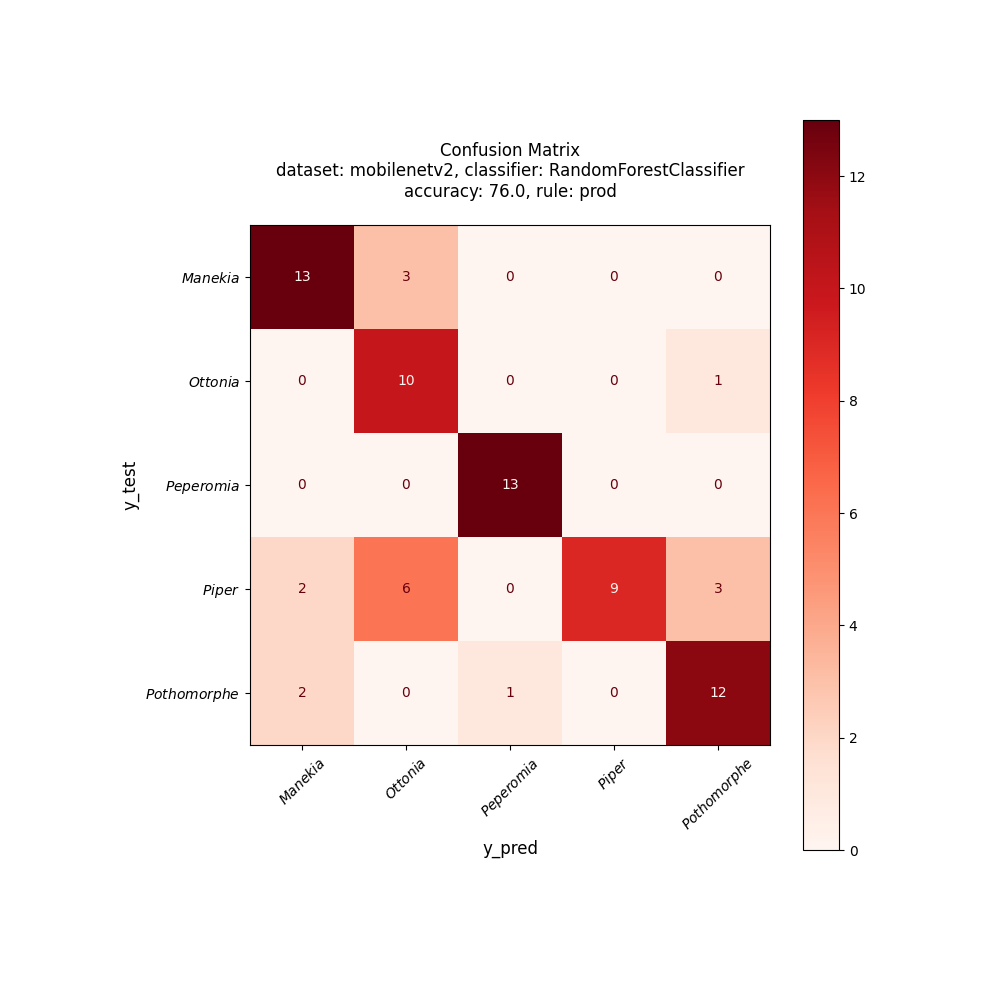 Confusion Matrix
dataset: mobilenetv2, classifier: RandomForestClassifier
accuracy: 76.0, rule: prod
y_test
Manekia 13 3 0 0 0
Ottonia 0 10 0 0 1
Peperomia 0 0 13 0 0
Piper 2 6 0 9 3
Pothomorphe 2 0 1 0 12
Manekia Ottonia Peperomia Piper Pothomorphe
y_pred
12
10
8
6
4
2
0